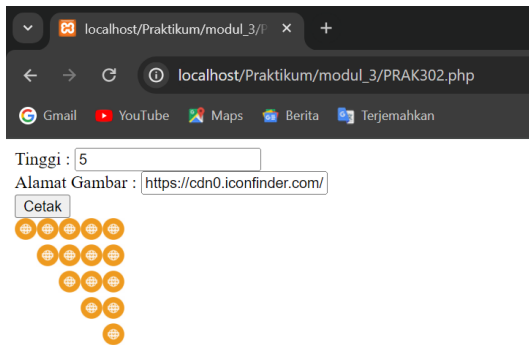 localhost/Praktikum/modul_3/P
localhost/Praktikum/modul_3/PRAK302.php
Gmail YouTube Maps Berita Terjemahkan
Tinggi : 5
Alamat Gambar : https://cdn0.iconfinder.com/
Cetak